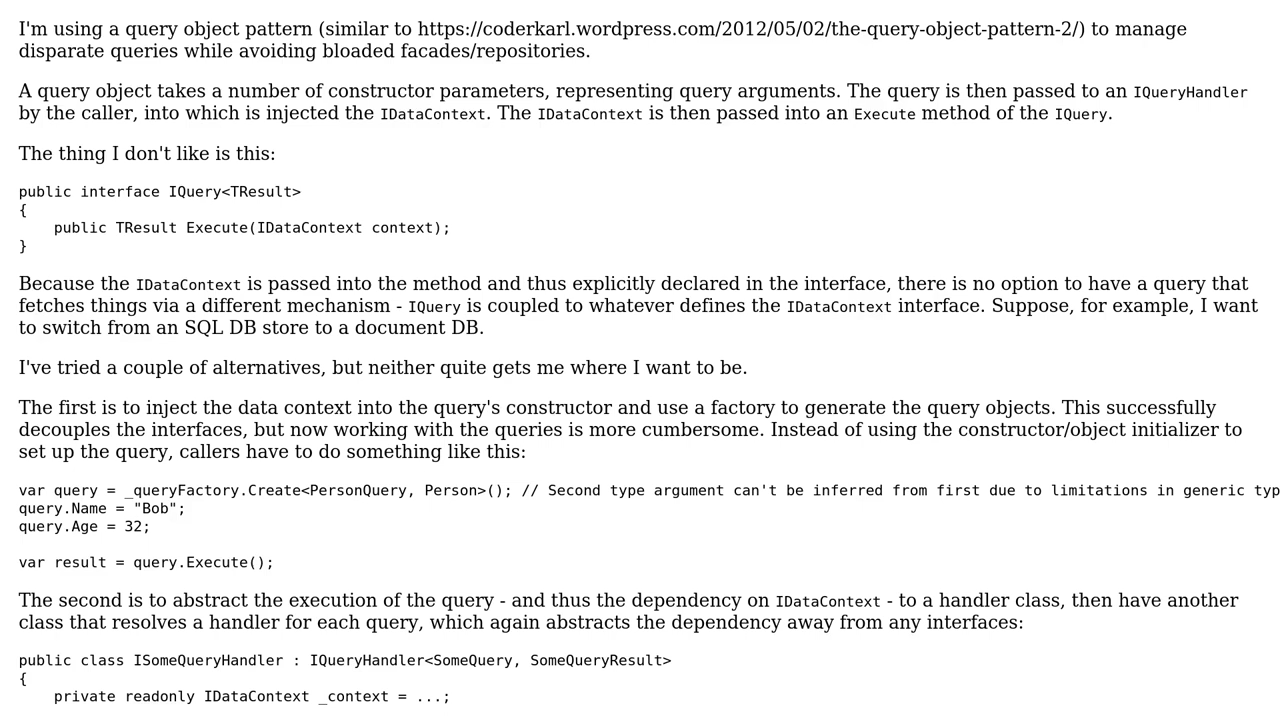 I'm using a query object pattern (similar to https://coderkarl.wordpress.com/2012/05/02/the-query-object-pattern-2/) to manage
disparate queries while avoiding bloaded facades/repositories.
A query object takes a number of constructor parameters, representing query arguments. The query is then passed to an IQueryHandler
by the caller, into which is injected the IDataContext. The IDataContext is then passed into an Execute method of the IQuery.
The thing I don't like is this:
public interface IQuery<TResult>
{
    public TResult Execute(IDataContext context);
}
Because the IDataContext is passed into the method and thus explicitly declared in the interface, there is no option to have a query that
fetches things via a different mechanism - IQuery is coupled to whatever defines the IDataContext interface. Suppose, for example, I want
to switch from an SQL DB store to a document DB.
I've tried a couple of alternatives, but neither quite gets me where I want to be.
The first is to inject the data context into the query's constructor and use a factory to generate the query objects. This successfully
decouples the interfaces, but now working with the queries is more cumbersome. Instead of using the constructor/object initializer to
set up the query, callers have to do something like this:
var query = _queryFactory.Create<PersonQuery, Person>(); // Second type argument can't be inferred from first due to limitations in generic typ
query.Name = "Bob";
query.Age = 32;
var result = query.Execute();
The second is to abstract the execution of the query - and thus the dependency on IDataContext - to a handler class, then have another
class that resolves a handler for each query, which again abstracts the dependency away from any interfaces:
public class ISomeQueryHandler : IQueryHandler<SomeQuery, SomeQueryResult>
{
    private readonly IDataContext _context = ...;